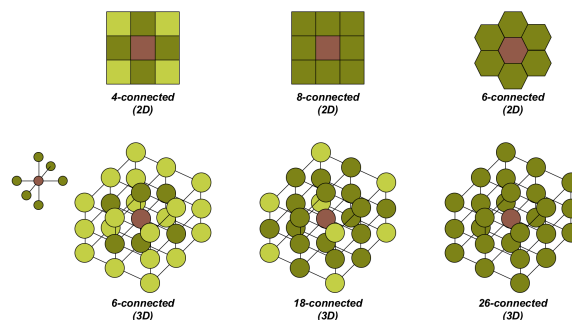 4-connected
(2D)
8-connected
(2D)
6-connected
(2D)
6-connected
(3D)
18-connected
(3D)
26-connected
(3D)